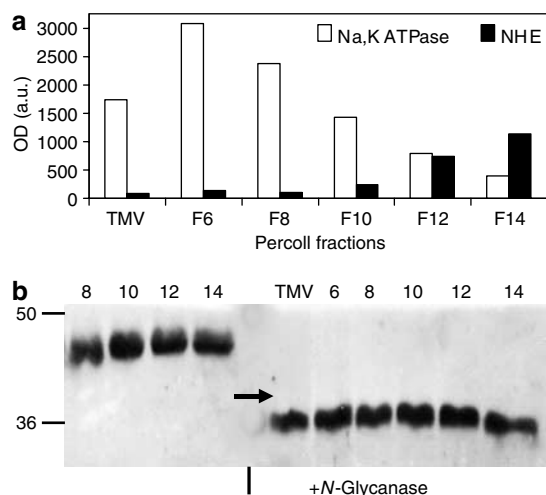 a
3000
2500
2000
1500
1000
500
0
OD (a.u.)
Na,K ATPase
NHE
TMV F6 F8 F10 F12 F14
Percoll fractions
b
8 10 12 14 TMV 6 8 10 12 14
50
36
+N-Glycanase